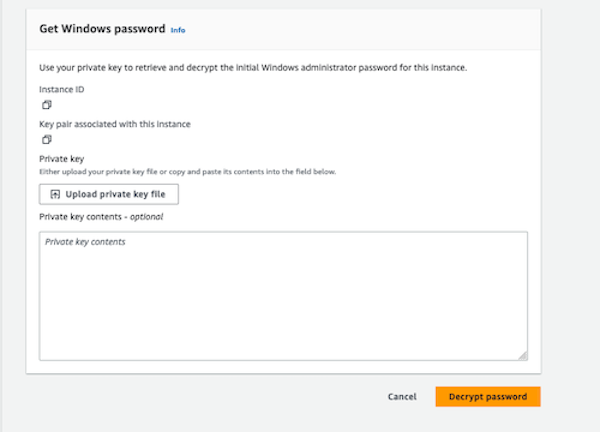 Get Windows password Info
Use your private key to retrieve and decrypt the initial Windows administrator password for this instance.
Instance ID
Key pair associated with this instance
Private key
Either upload your private key file or copy and paste its contents into the field below.
Upload private key file
Private key contents - optional
Private key contents
Cancel Decrypt password